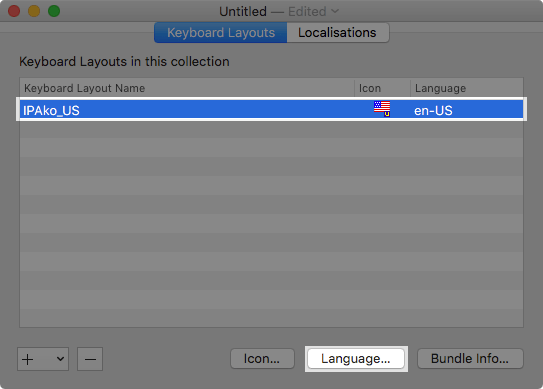 Untitled — Edited
Keyboard Layouts Localisations
Keyboard Layouts in this collection
Keyboard Layout Name Icon Language
IPAko_US U en-US
Icon... Language... Bundle Info...